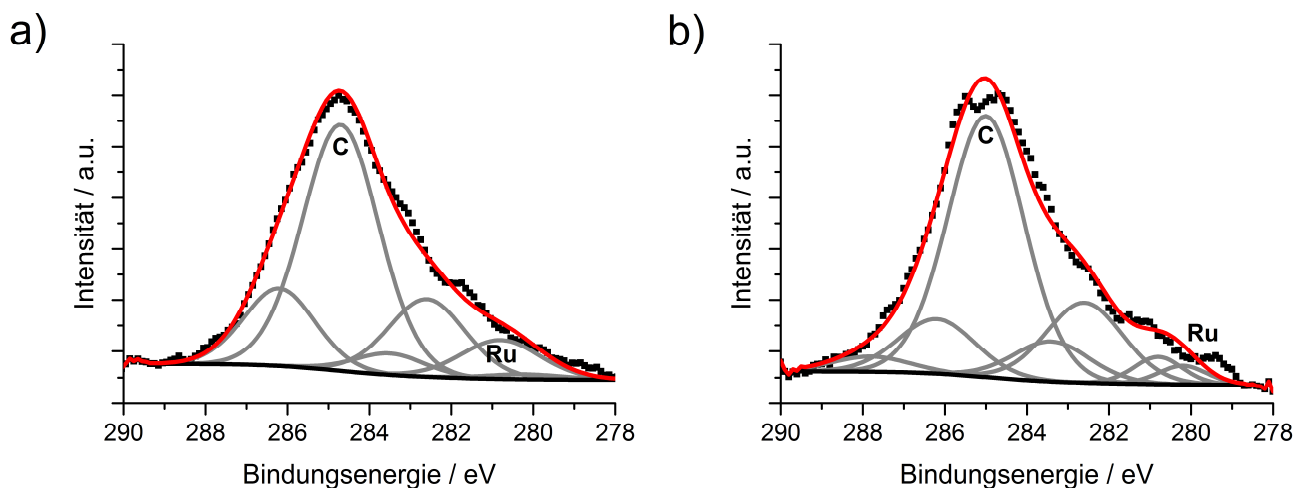 a)
Intensität / a.u.
C
Ru
290 288 286 284 282 280 278
Bindungsenergie / eV
b)
Intensität / a.u.
C
Ru
290 288 286 284 282 280 278
Bindungsenergie / eV